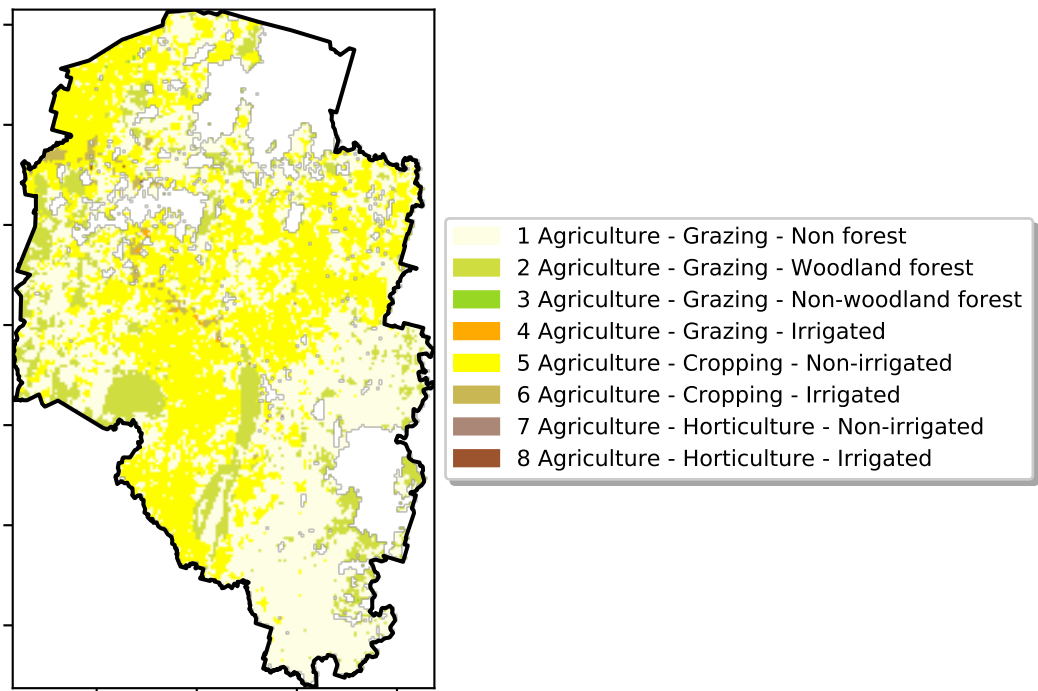 1 Agriculture - Grazing - Non forest
2 Agriculture - Grazing - Woodland forest
3 Agriculture - Grazing - Non-woodland forest
4 Agriculture - Grazing - Irrigated
5 Agriculture - Cropping - Non-irrigated
6 Agriculture - Cropping - Irrigated
7 Agriculture - Horticulture - Non-irrigated
8 Agriculture - Horticulture - Irrigated